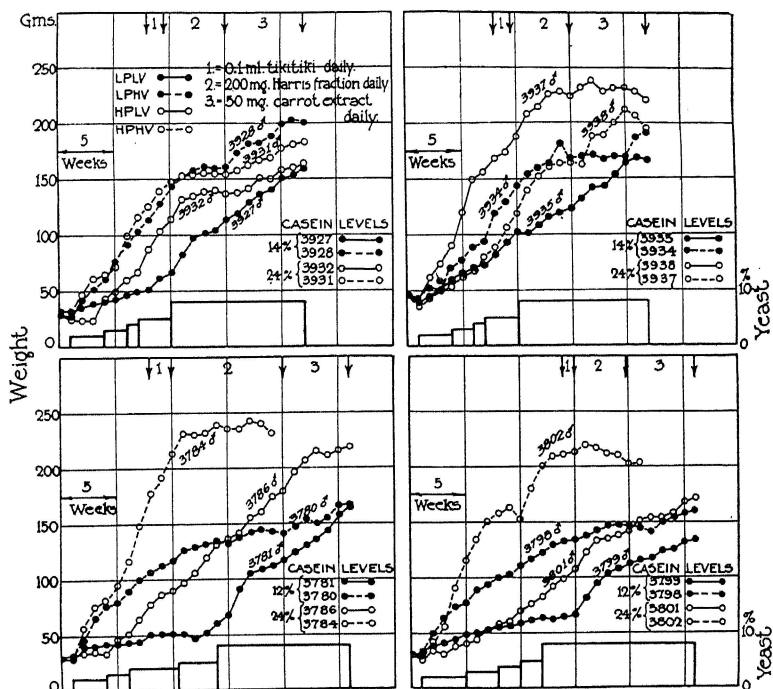 Gms.
1 2 3
1 2 3
250
200
150
100
50
0
LPLV
LPHV
HPLV
HPHV
1.= 0.1 ml. tikitiki daily.
2.= 200 mg. Harris fraction daily
3.= 50 mg. carrot extract
daily.
5
Weeks
3928♂
3931♂
3932♂
3927♂
CASEIN LEVELS
14% 3927
3928
24% 3932
3931
3937♂
3938♂
3934♂
3935♂
CASEIN LEVELS
14% 3935
3934
24% 3938
3937
%
10
0
Yeast
Weight
1 2 3
1 2 3
250
200
150
100
50
0
5
Weeks
3784♂
3786♂
3780♂
3781♂
CASEIN LEVELS
12% 3781
3780
24% 3786
3784
5
Weeks
3802♂
3798♂
3801♂
3799♂
CASEIN LEVELS
12% 3799
3798
24% 3801
3802
%
10
0
Yeast